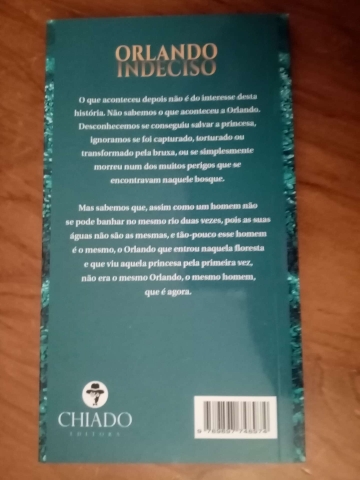 ORLANDO
INDECISO
O que aconteceu depois não é do interesse desta
história. Não sabemos o que aconteceu a Orlando.
Desconhecemos se conseguiu salvar a princesa,
ignoramos se foi capturado, torturado ou
transformado pela bruxa, ou se simplesmente
morreu num dos muitos perigos que se
encontravam naquele bosque.
Mas sabemos que, assim como um homem não
se pode banhar no mesmo rio duas vezes, pois as suas
águas não são as mesmas, e tão-pouco esse homem
é o mesmo, o Orlando que entrou naquela floresta
e que viu aquela princesa pela primeira vez,
não era o mesmo Orlando, o mesmo homem,
que é agora.
CHIADO
EDITORA